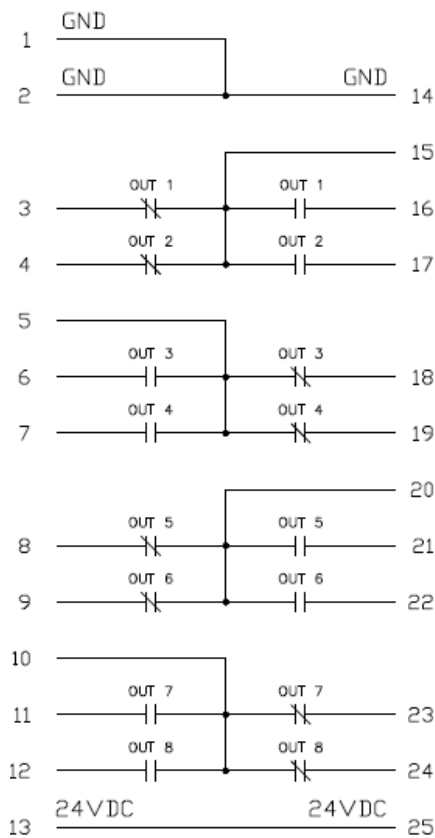 GND
1
GND GND
2 14
15
OUT 1 OUT 1
3 16
OUT 2 OUT 2
4 17
5
OUT 3 OUT 3
6 18
OUT 4 OUT 4
7 19
20
OUT 5 OUT 5
8 21
OUT 6 OUT 6
9 22
10
OUT 7 OUT 7
11 23
OUT 8 OUT 8
12 24
24VDC 24VDC
13 25